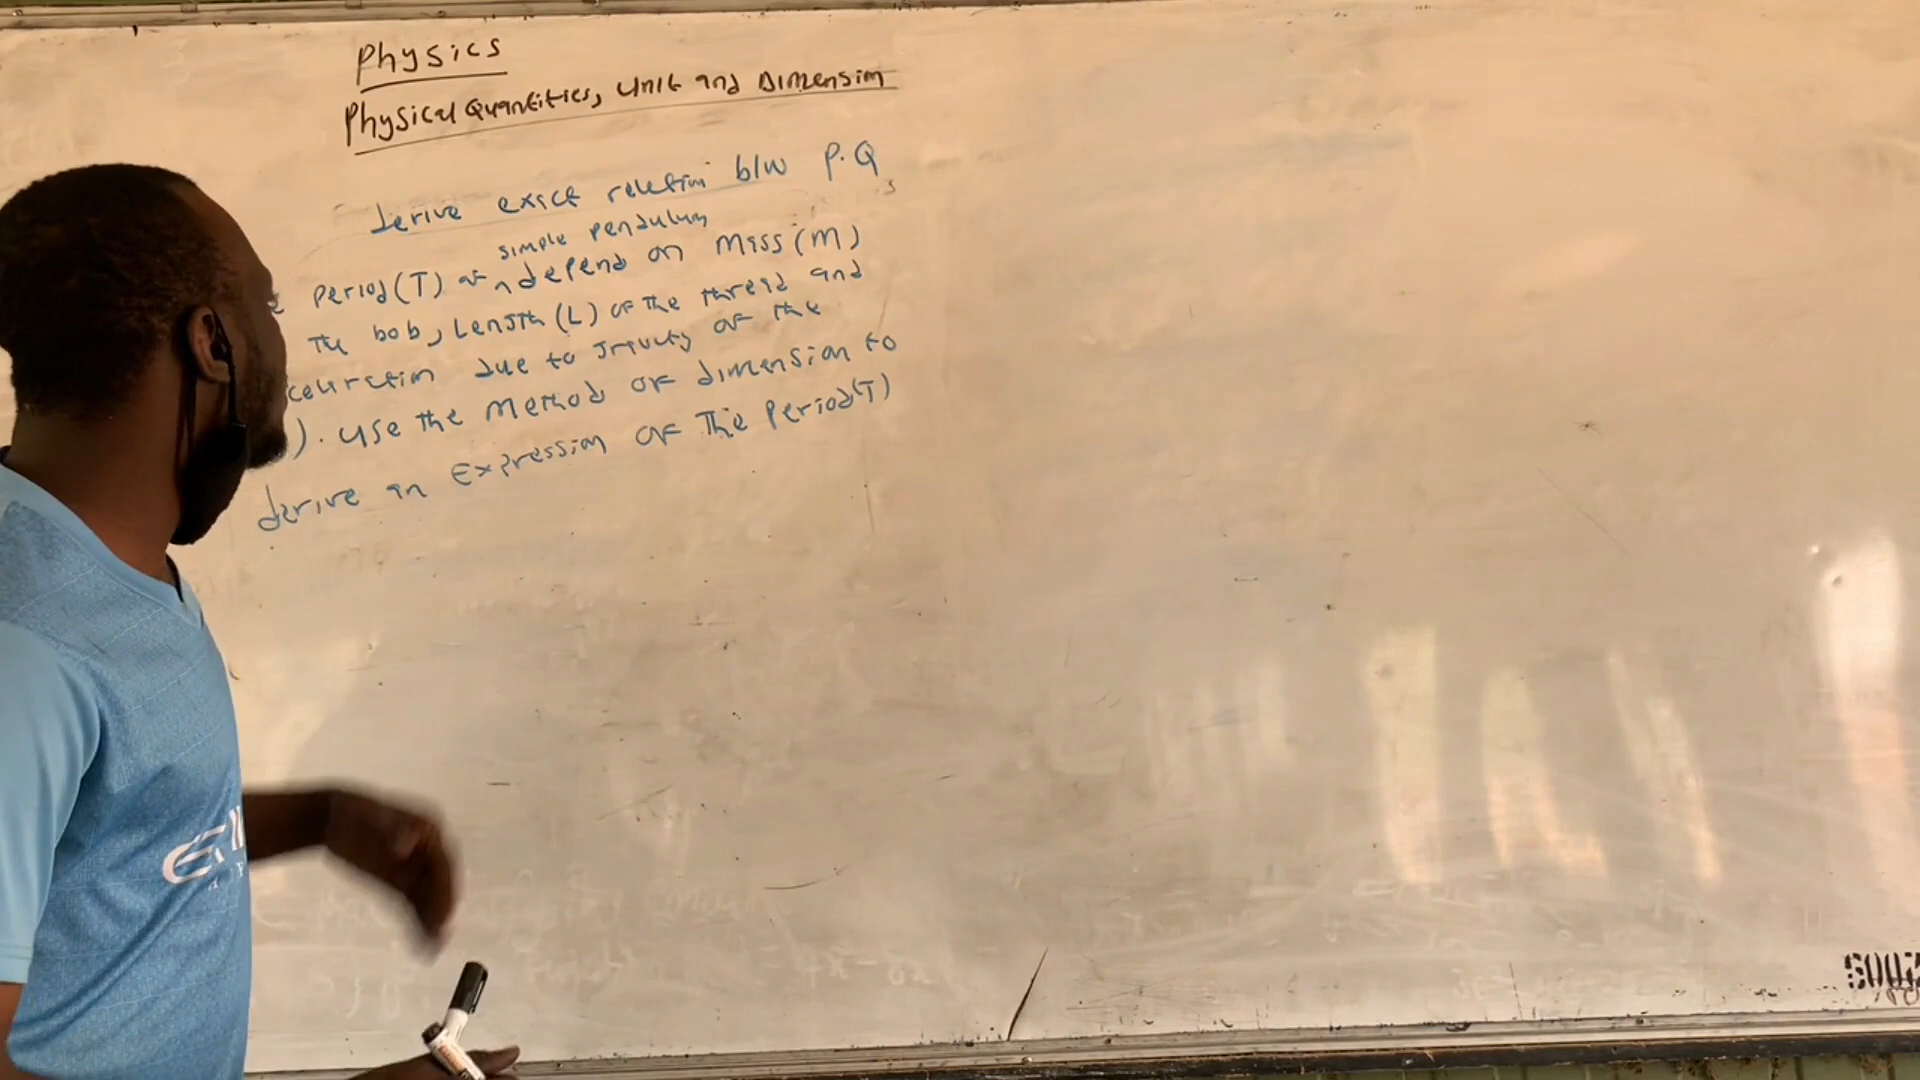 Physics
Physical Quantities, Unit and Dimension
derive exact relation b/w P.Q
s
simple pendulum
Period (T) of ^ depend on Mass (M)
The bob, Length (L) of the thread and
celeration due to gravity of the
). Use the Method of dimension to
derive an Expression of The Period (T)